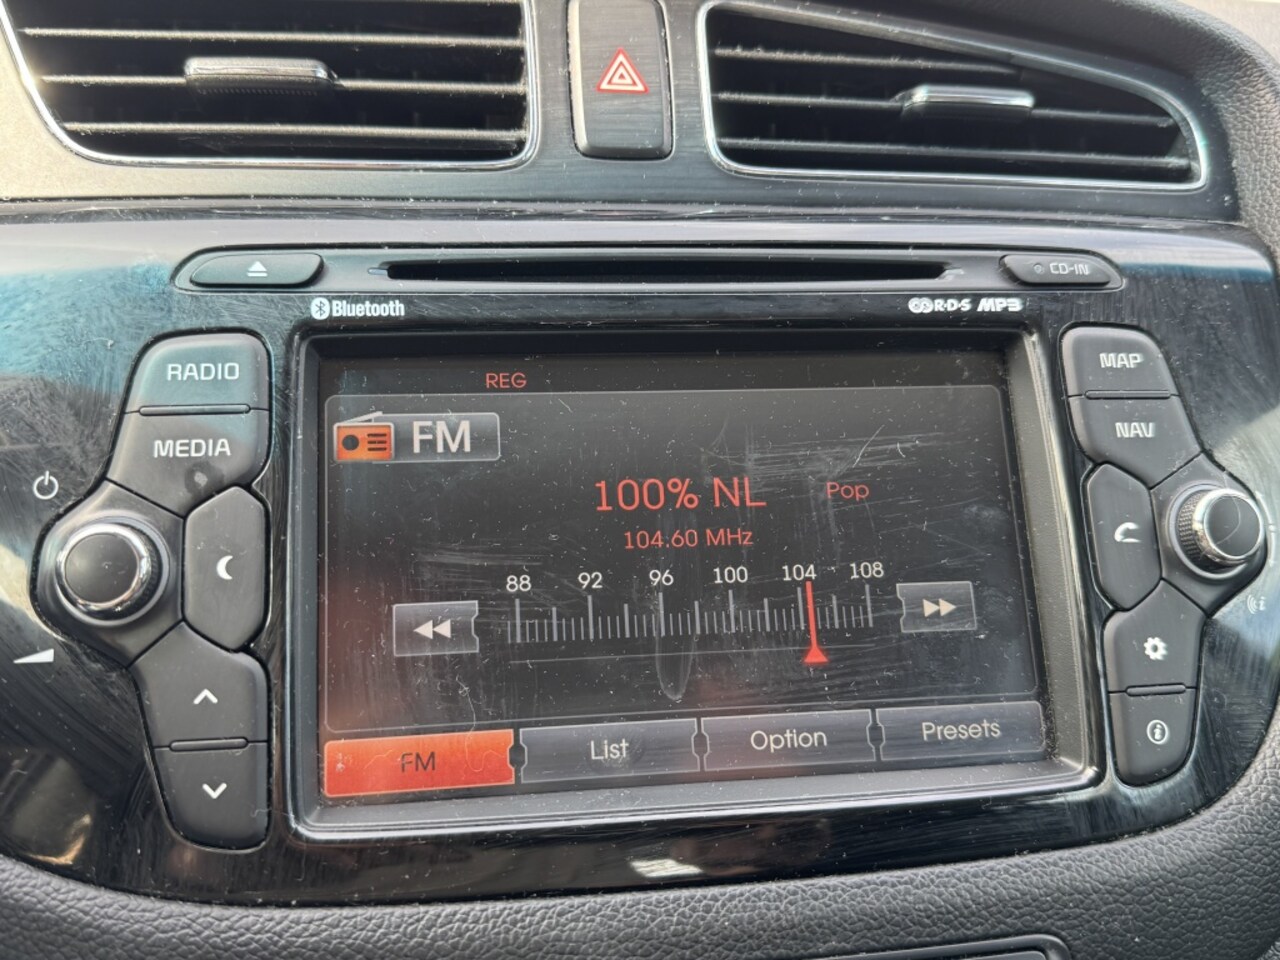 CD-IN
Bluetooth
R·D·S MP3
RADIO
MEDIA
MAP
NAV
REG
FM
100% NL Pop
104.60 MHz
88 92 96 100 104 108
FM List Option Presets